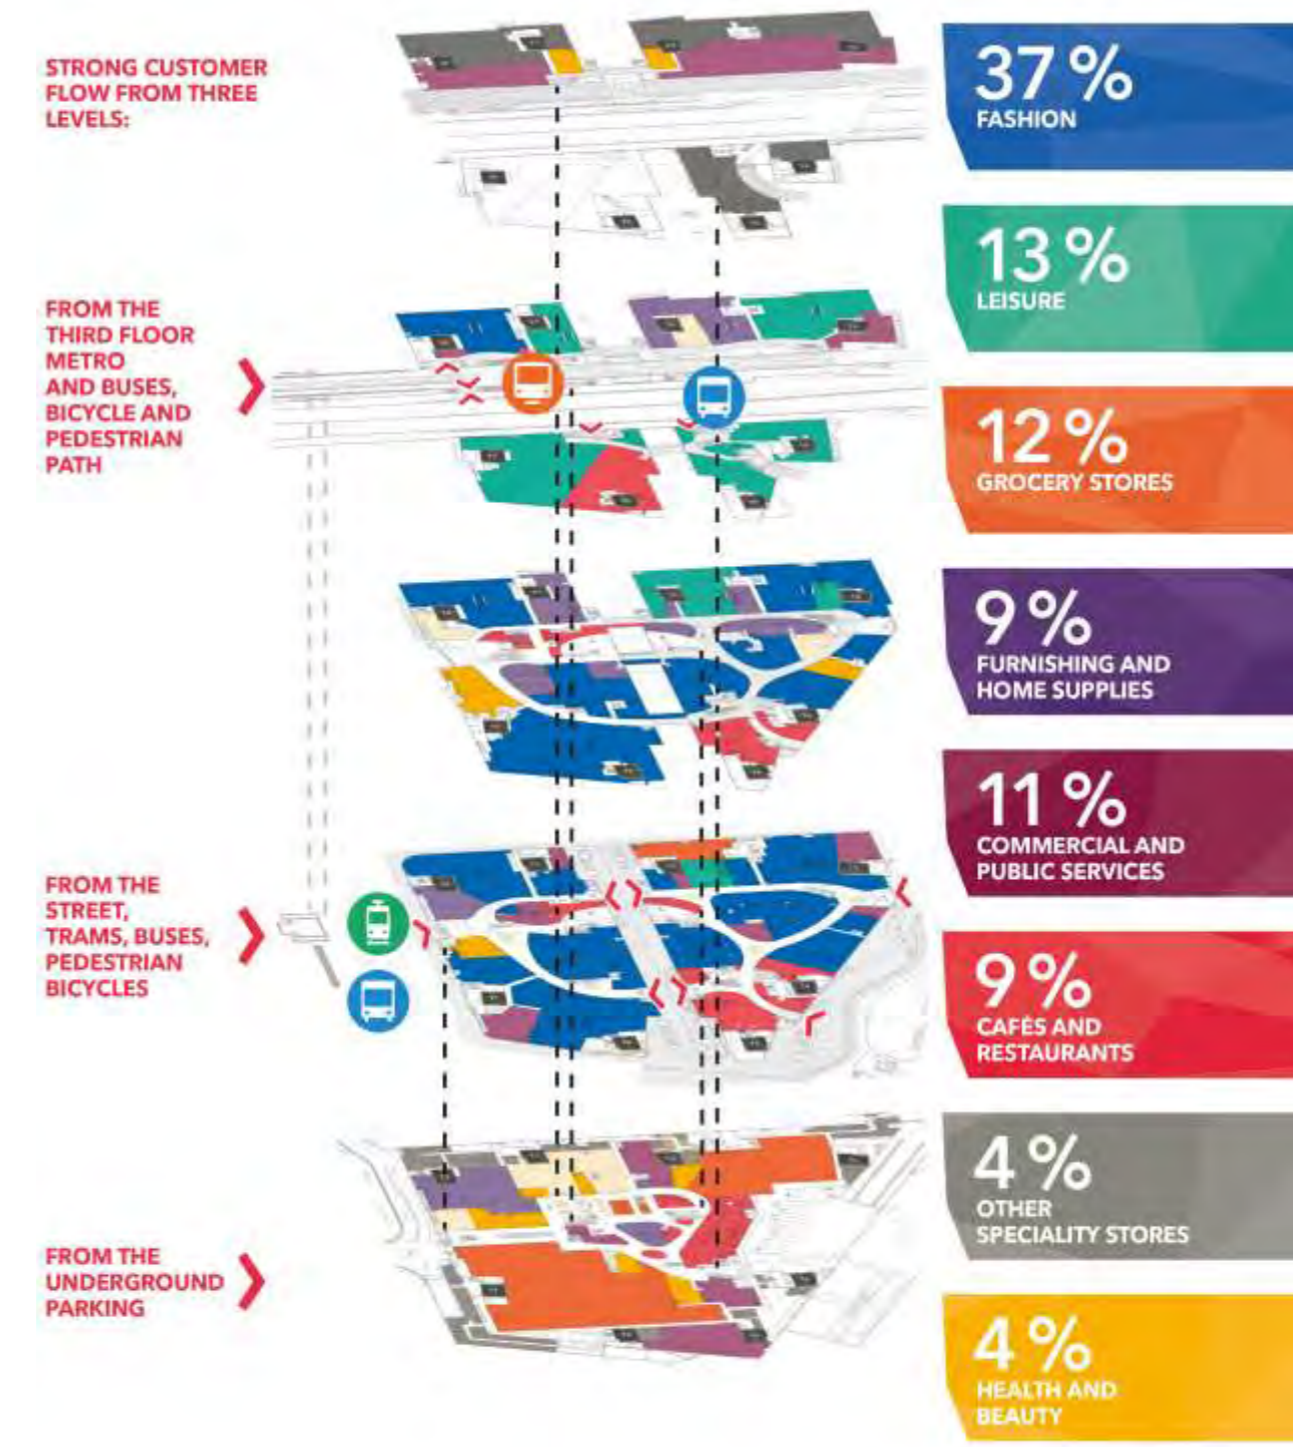 STRONG CUSTOMER
FLOW FROM THREE
LEVELS:
FROM THE
THIRD FLOOR
METRO
AND BUSES,
BICYCLE AND
PEDESTRIAN
PATH
FROM THE
STREET,
TRAMS, BUSES,
PEDESTRIAN
BICYCLES
FROM THE
UNDERGROUND
PARKING
37 %
FASHION
13 %
LEISURE
12 %
GROCERY STORES
9 %
FURNISHING AND
HOME SUPPLIES
11 %
COMMERCIAL AND
PUBLIC SERVICES
9 %
CAFÉS AND
RESTAURANTS
4 %
OTHER
SPECIALITY STORES
4 %
HEALTH AND
BEAUTY